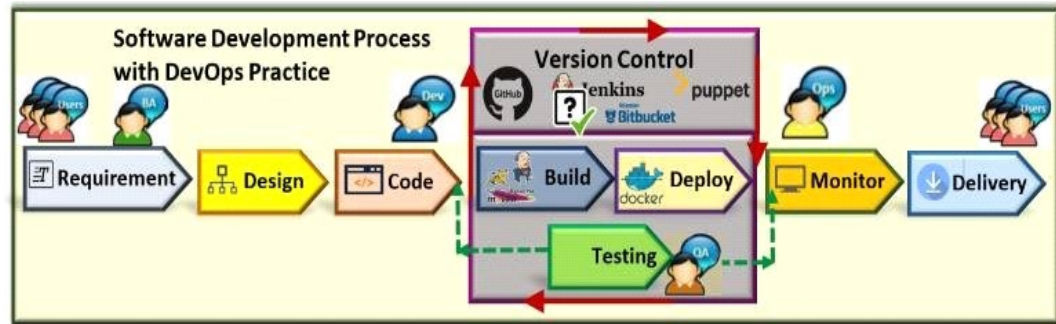 Software Development Process
with DevOps Practice
Version Control
GitHub
Jenkins
puppet
Bitbucket
Users
BA
Dev
Ops
Users
Requirement
Design
</>
Code
Build
docker
Deploy
Monitor
Delivery
Testing
QA